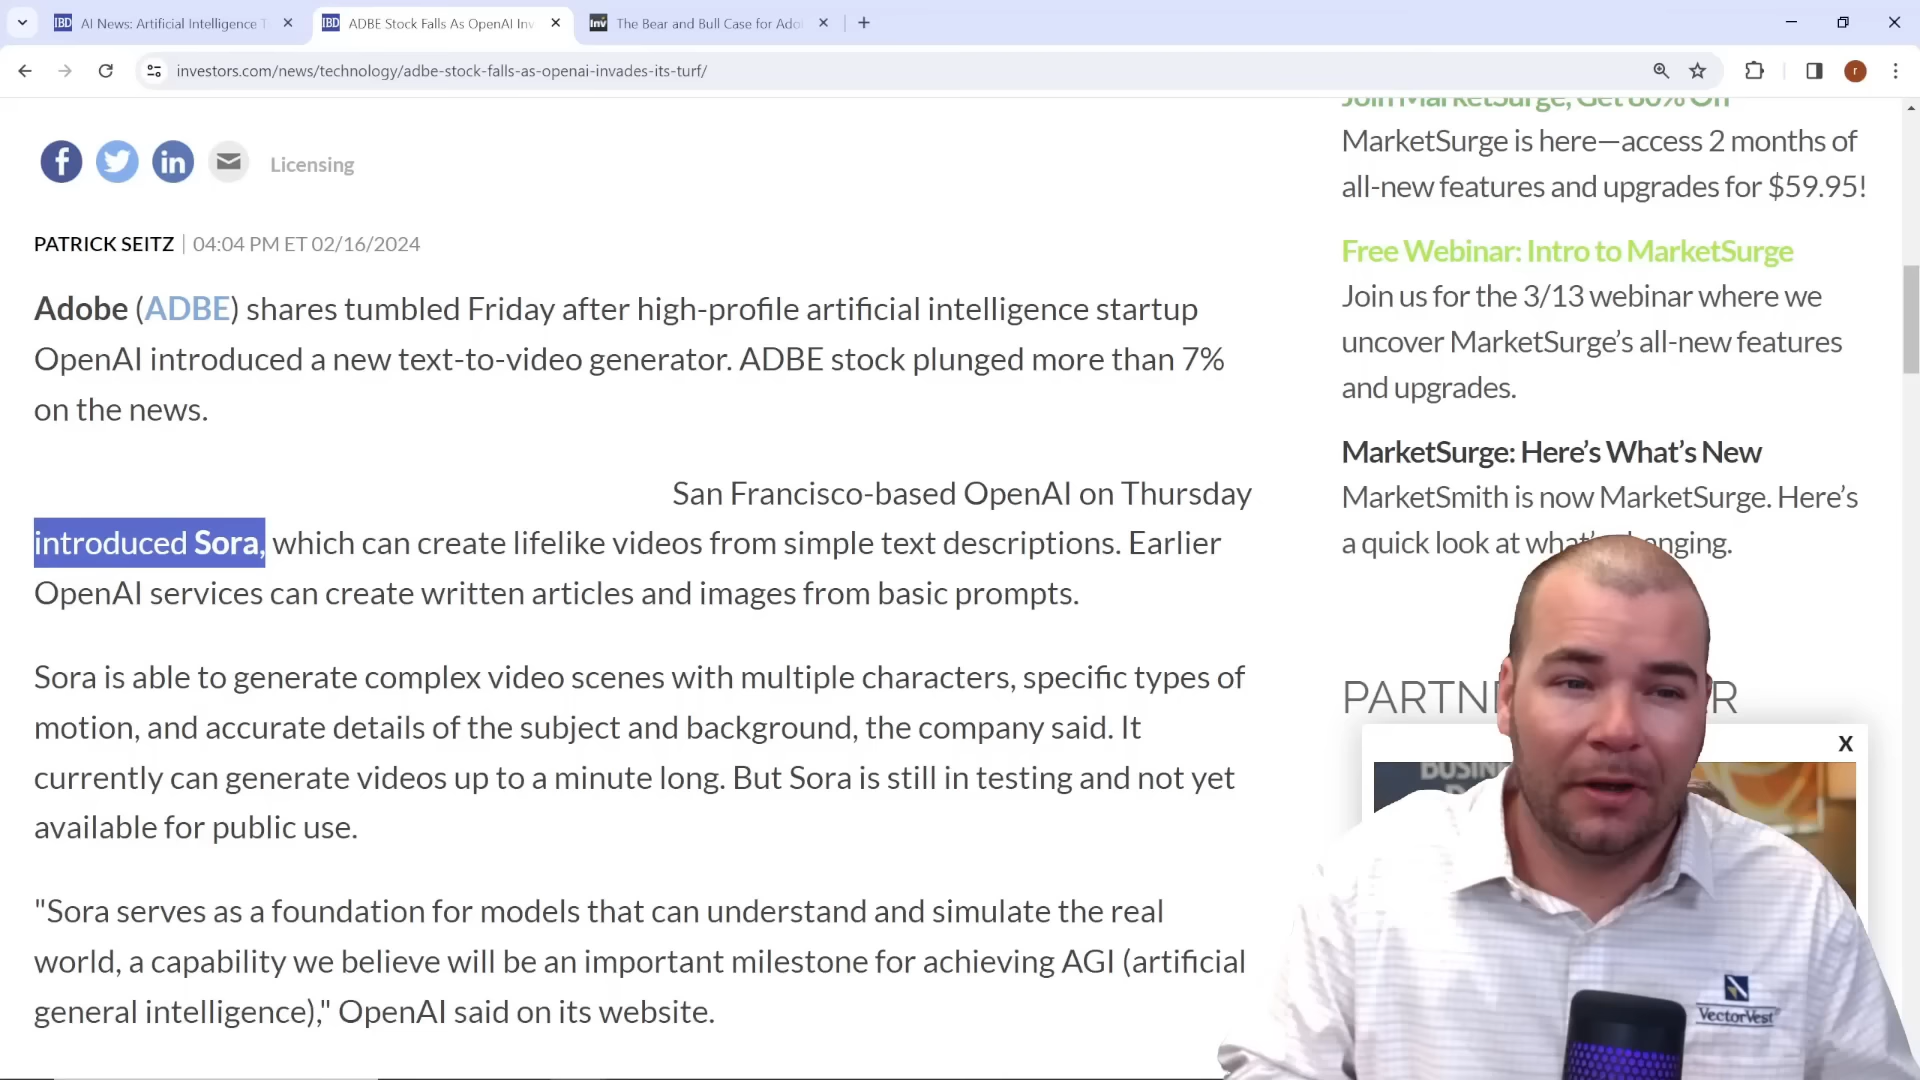 IBD AI News: Artificial Intelligence T
IBD ADBE Stock Falls As OpenAI Inv
Inv The Bear and Bull Case for Ado
investors.com/news/technology/adbe-stock-falls-as-openai-invades-its-turf/
r
Licensing
PATRICK SEITZ | 04:04 PM ET 02/16/2024
Adobe (ADBE) shares tumbled Friday after high-profile artificial intelligence startup
OpenAI introduced a new text-to-video generator. ADBE stock plunged more than 7%
on the news.
San Francisco-based OpenAI on Thursday
introduced Sora, which can create lifelike videos from simple text descriptions. Earlier
OpenAI services can create written articles and images from basic prompts.
Sora is able to generate complex video scenes with multiple characters, specific types of
motion, and accurate details of the subject and background, the company said. It
currently can generate videos up to a minute long. But Sora is still in testing and not yet
available for public use.
"Sora serves as a foundation for models that can understand and simulate the real
world, a capability we believe will be an important milestone for achieving AGI (artificial
general intelligence)," OpenAI said on its website.
Join MarketSurge, Get 80% Off
MarketSurge is here—access 2 months of
all-new features and upgrades for $59.95!
Free Webinar: Intro to MarketSurge
Join us for the 3/13 webinar where we
uncover MarketSurge's all-new features
and upgrades.
MarketSurge: Here's What's New
MarketSmith is now MarketSurge. Here's
a quick look at what's changing.
X
VectorVest